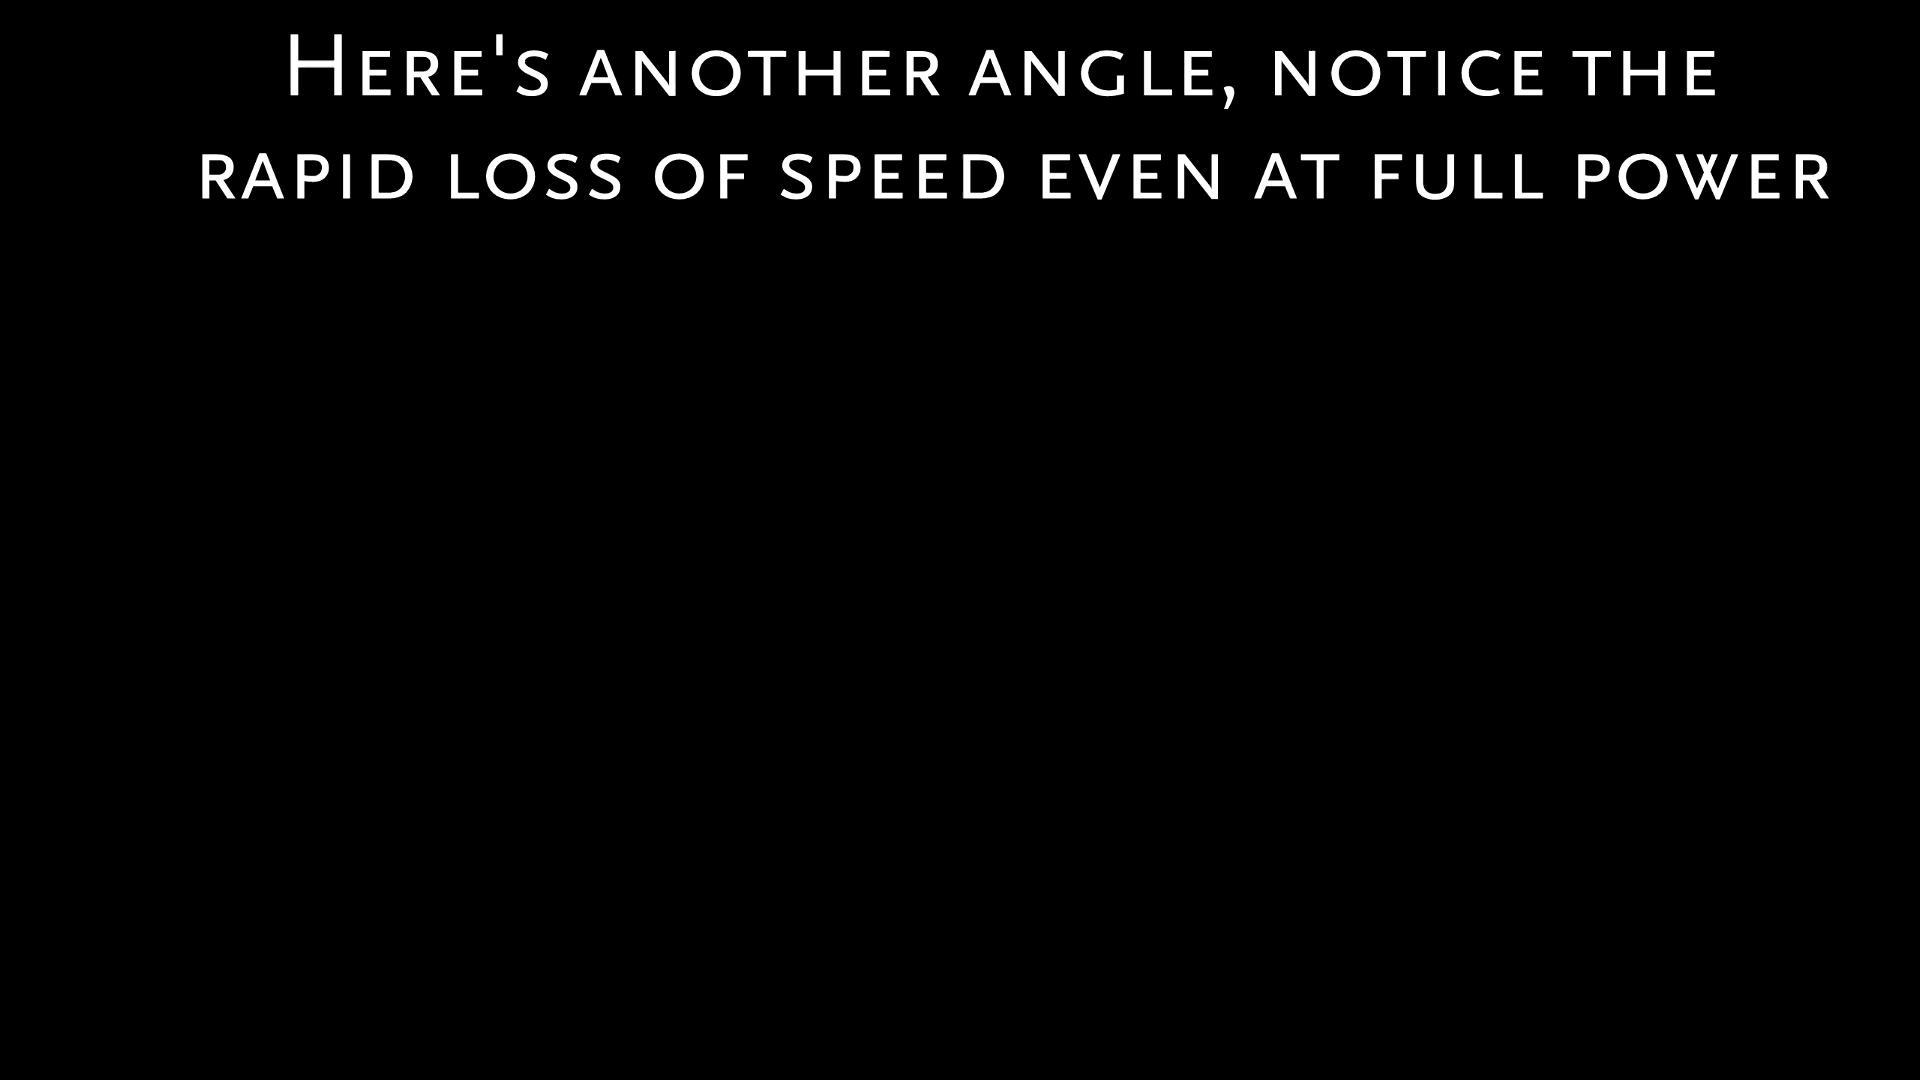 Here's another angle, notice the
rapid loss of speed even at full power